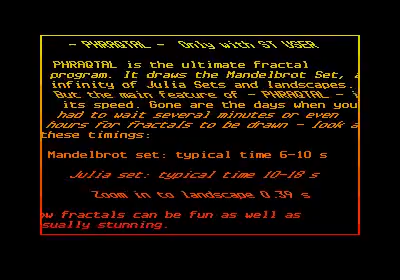 - PHRAQTAL - Only with ST USER
PHRAQTAL is the ultimate fractal
program. It draws the Mandelbrot Set, a
infinity of Julia Sets and landscapes.
But the main feature of - PHRAQTAL - i
its speed. Gone are the days when you
had to wait several minutes or even
hours for fractals to be drawn - look a
these timings:
Mandelbrot set: typical time 6-10 s
Julia set: typical time 10-18 s
Zoom in to landscape 0.39 s
ow fractals can be fun as well as
sually stunning.